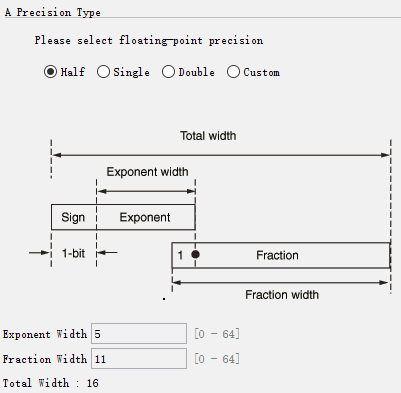 A Precision Type
Please select floating-point precision
Half Single Double Custom
Total width
Exponent width
Sign Exponent
1-bit 1 Fraction
Fraction width
Exponent Width 5 [0 - 64]
Fraction Width 11 [0 - 64]
Total Width : 16